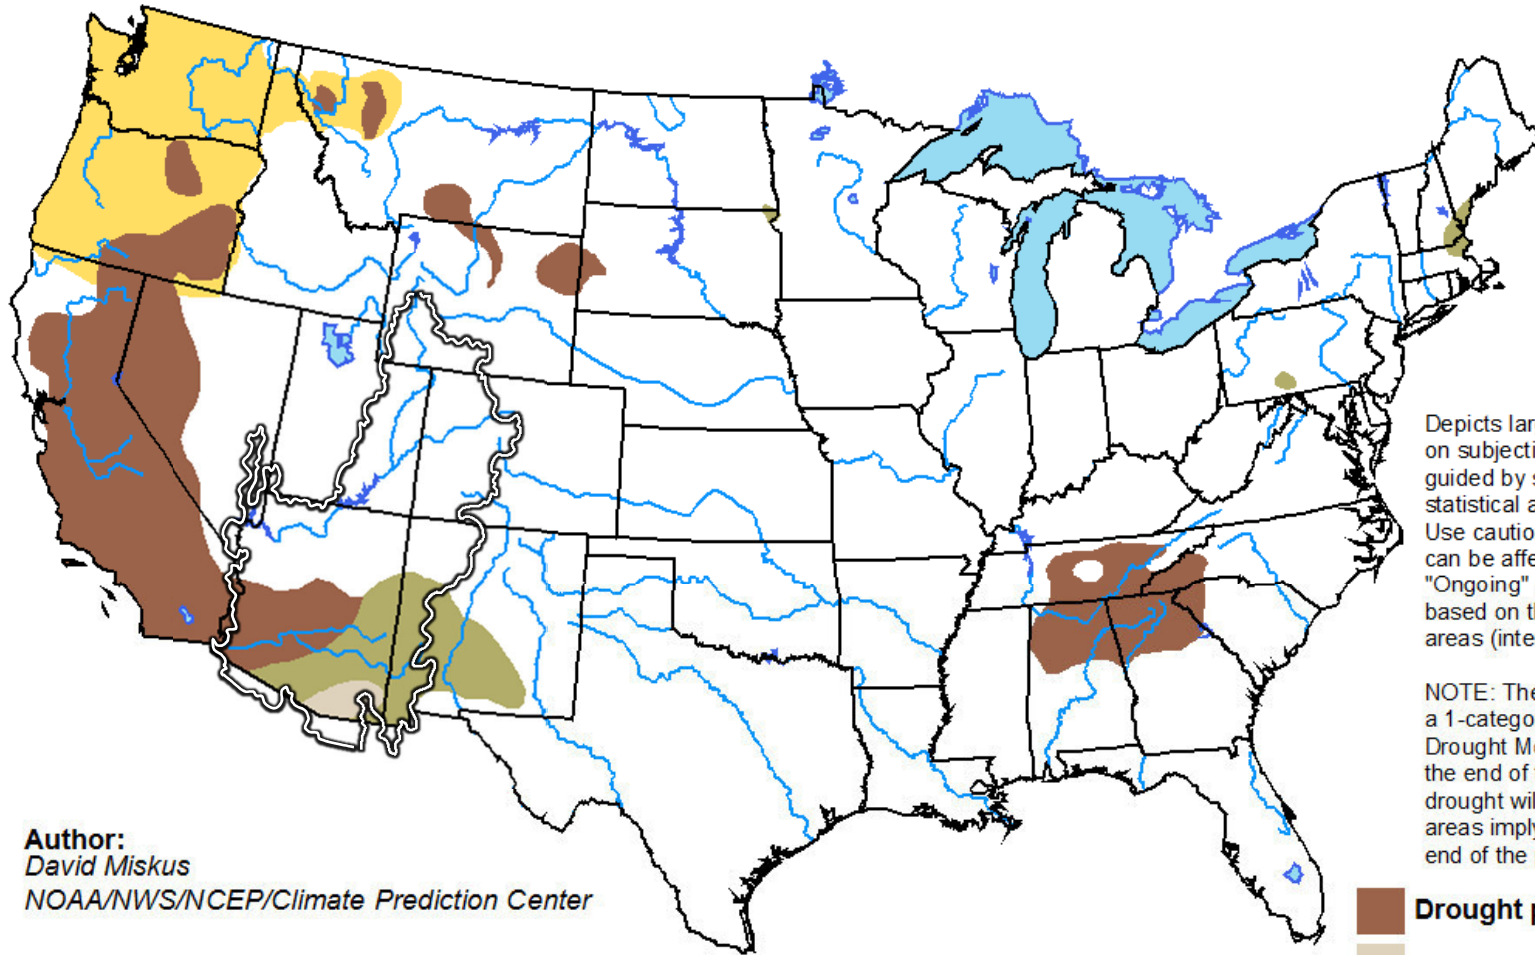 Depicts lar
on subjecti
guided by s
statistical a
Use cautio
can be affe
"Ongoing"
based on th
areas (inte
NOTE: The
a 1-catego
Drought Mo
the end of t
drought wil
areas imply
end of the
Author:
David Miskus
NOAA/NWS/NCEP/Climate Prediction Center
Drought p